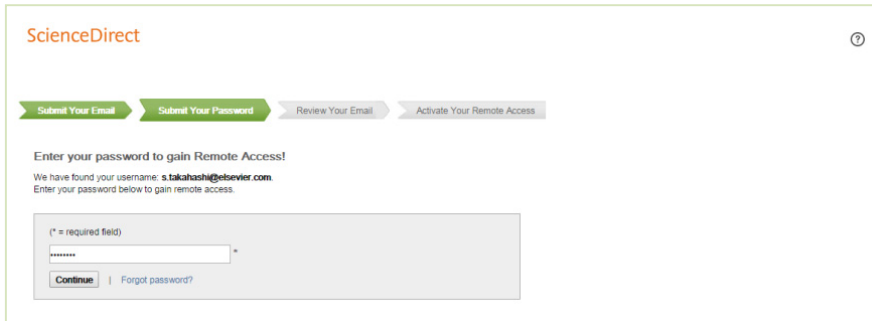 ScienceDirect
?
Submit Your Email
Submit Your Password
Review Your Email
Activate Your Remote Access
Enter your password to gain Remote Access!
We have found your username: s.takahashi@elsevier.com.
Enter your password below to gain remote access.
(* = required field)
•••••••• *
Continue | Forgot password?